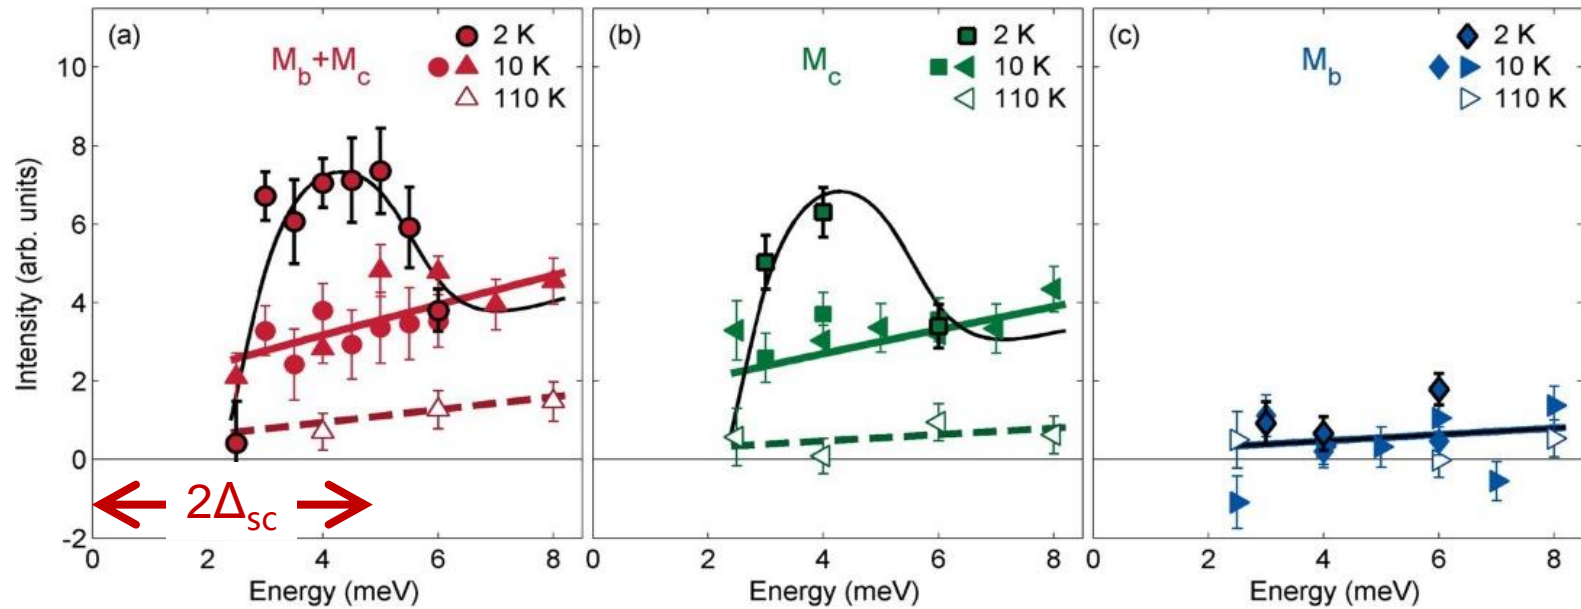 (a)
M_b+M_c
2 K
10 K
110 K
(b)
M_c
2 K
10 K
110 K
(c)
M_b
2 K
10 K
110 K
Intensity (arb. units)
10
8
6
4
2
0
-2
2Δ_sc
0 2 4 6 8
0 2 4 6 8
0 2 4 6 8
Energy (meV)
Energy (meV)
Energy (meV)